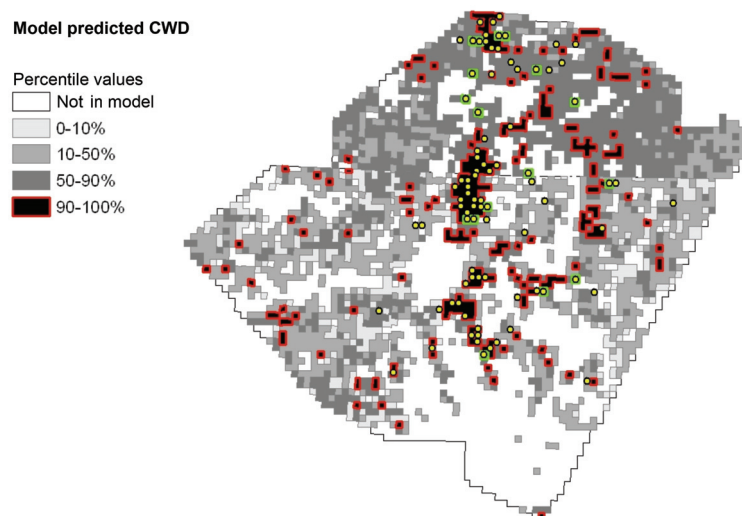 Model predicted CWD
Percentile values
Not in model
0-10%
10-50%
50-90%
90-100%